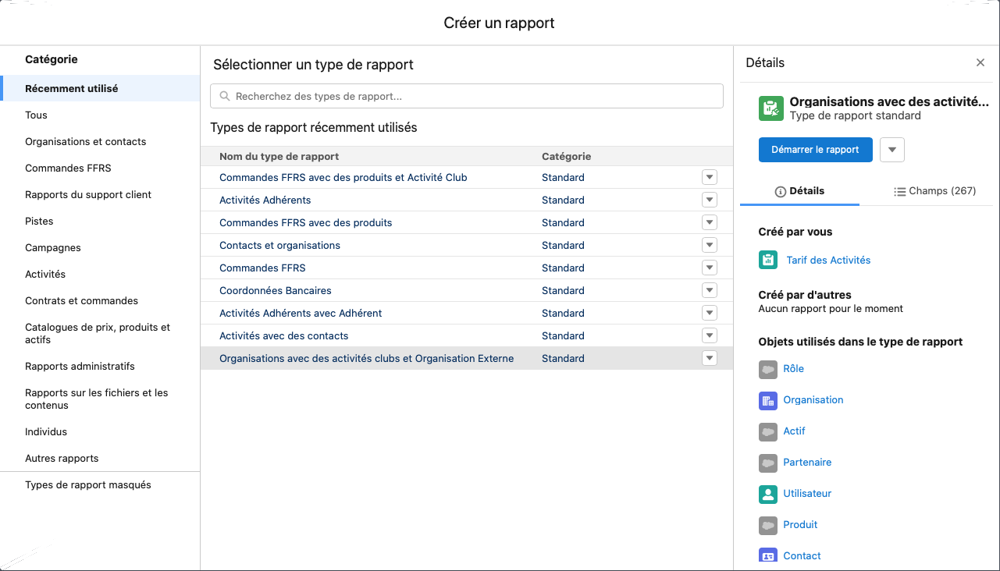 Créer un rapport
Catégorie
Récemment utilisé
Tous
Organisations et contacts
Commandes FFRS
Rapports du support client
Pistes
Campagnes
Activités
Contrats et commandes
Catalogues de prix, produits et
actifs
Rapports administratifs
Rapports sur les fichiers et les
contenus
Individus
Autres rapports
Types de rapport masqués
Sélectionner un type de rapport
Recherchez des types de rapport...
Types de rapport récemment utilisés
Nom du type de rapport Catégorie
Commandes FFRS avec des produits et Activité Club Standard
Activités Adhérents Standard
Commandes FFRS avec des produits Standard
Contacts et organisations Standard
Commandes FFRS Standard
Coordonnées Bancaires Standard
Activités Adhérents avec Adhérent Standard
Activités avec des contacts Standard
Organisations avec des activités clubs et Organisation Externe Standard
Détails
Organisations avec des activité...
Type de rapport standard
Démarrer le rapport
Détails Champs (267)
Créé par vous
Tarif des Activités
Créé par d'autres
Aucun rapport pour le moment
Objets utilisés dans le type de rapport
Rôle
Organisation
Actif
Partenaire
Utilisateur
Produit
Contact